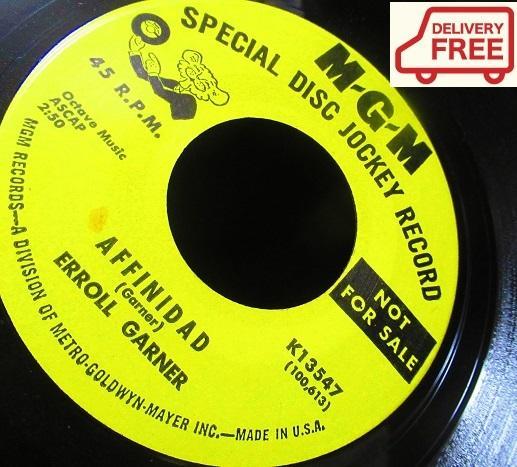 DELIVERY
FREE
M-G-M
SPECIAL DISC JOCKEY RECORD
45 R.P.M.
Octave Music
ASCAP
2:50
NOT
FOR SALE
AFFINIDAD
(Garner)
ERROLL GARNER
K13547
(100,613)
MGM RECORDS—A DIVISION OF METRO-GOLDWYN-MAYER INC.—MADE IN U.S.A.